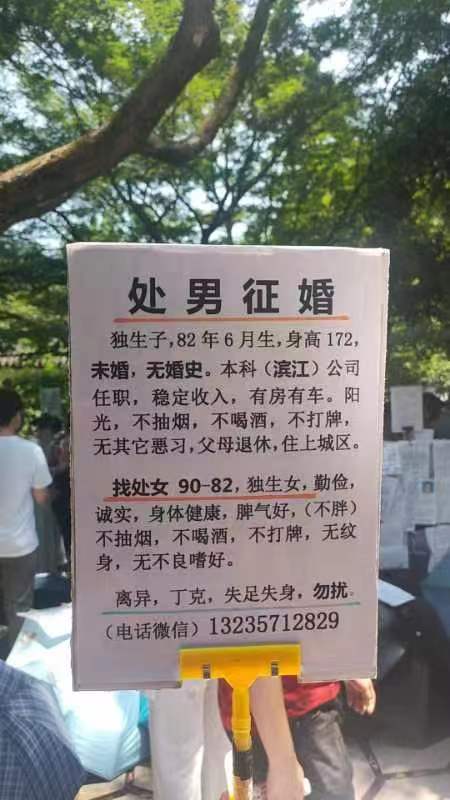 处男征婚
独生子，82年6月生，身高172，
未婚，无婚史。本科（滨江）公司
任职，稳定收入，有房有车。阳
光，不抽烟，不喝酒，不打牌，
无其它恶习，父母退休，住上城区。
找处女 90-82，独生女，勤俭，
诚实，身体健康，脾气好，（不胖）
不抽烟，不喝酒，不打牌，无纹
身，无不良嗜好。
离异，丁克，失足失身，勿扰。
（电话微信）13235712829